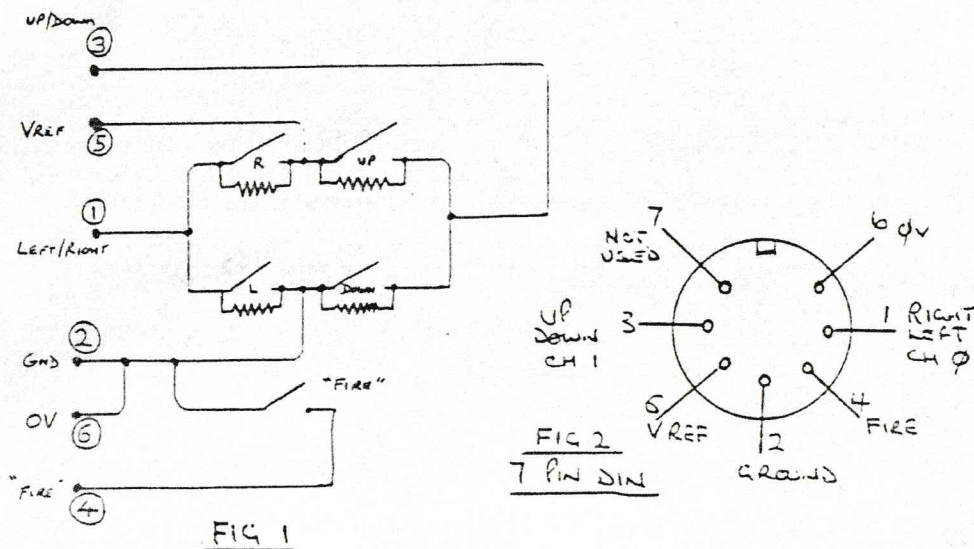 UP/Down
3
VREF
5
R
UP
1
LEFT/RIGHT
L
DOWN
2
GND
"FIRE"
OV
6
"FIRE"
4
FIG 1
7
NOT
USED
6 φV
UP
DOWN
CH 1
3
1 RIGHT
LEFT
CH φ
5
V REF
2
GROUND
4
FIRE
FIG 2
7 PIN DIN